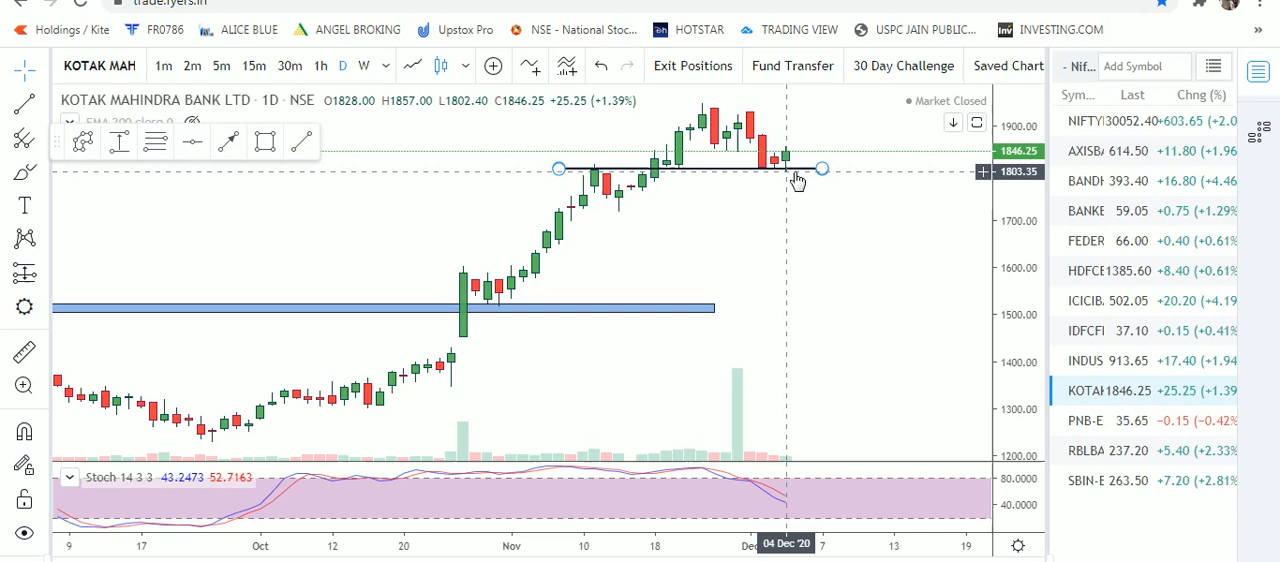 trade.fyers.in
Holdings / Kite FR0786 ALICE BLUE ANGEL BROKING Upstox Pro NSE - National Stoc... HOTSTAR TRADING VIEW USPC JAIN PUBLIC... INVESTING.COM »
KOTAK MAH 1m 2m 5m 15m 30m 1h D W Exit Positions Fund Transfer 30 Day Challenge Saved Chart
- Nif... Add Symbol
KOTAK MAHINDRA BANK LTD · 1D · NSE O1828.00 H1857.00 L1802.40 C1846.25 +25.25 (+1.39%)
Market Closed
Sym... Last Chng (%)
NIFTY 30052.40 +603.65 (+2.0
AXISB 614.50 +11.80 (+1.96
BANDH 393.40 +16.80 (+4.46
BANKE 59.05 +0.75 (+1.29%
FEDER 66.00 +0.40 (+0.61%
HDFCE 1385.60 +8.40 (+0.61%
ICICIB. 502.05 +20.20 (+4.19
IDFCFI 37.10 +0.15 (+0.41%
INDUS 913.65 +17.40 (+1.94
KOTAK 1846.25 +25.25 (+1.39
PNB-E 35.65 -0.15 (-0.42%
RBLBA 237.20 +5.40 (+2.33%
SBIN-E 263.50 +7.20 (+2.81%
1900.00
1846.25
1803.35
1700.00
1600.00
1500.00
1400.00
1300.00
1200.00
Stoch 14 3 3 43.2473 52.7163
80.0000
40.0000
9 17 Oct 12 20 Nov 10 18 Dec 04 Dec '20 7 13 19